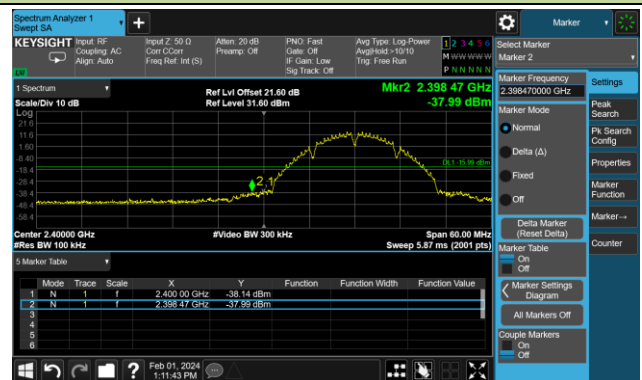 Spectrum Analyzer 1
Swept SA
Marker
KEYSIGHT
Input: RF
Coupling: AC
Align: Auto
Input Z: 50 Ω
Corr CCorr
Freq Ref: Int (S)
Atten: 20 dB
Preamp: Off
PNO: Fast
Gate: Off
IF Gain: Low
Sig Track: Off
Avg Type: Log-Power
Avg|Hold:>10/10
Trig: Free Run
1 2 3 4 5 6
M W W W W W
P N N N N N
LW
1 Spectrum
Scale/Div 10 dB
Log
Ref Lvl Offset 21.60 dB
Ref Level 31.60 dBm
Mkr2 2.398 47 GHz
-37.99 dBm
21.6
11.6
1.60
-8.40
-18.4
-28.4
-38.4
-48.4
-58.4
DL1 -15.99 dBm
2 1
Center 2.40000 GHz
#Res BW 100 kHz
#Video BW 300 kHz
Span 60.00 MHz
Sweep 5.87 ms (2001 pts)
5 Marker Table
Mode Trace Scale X Y Function Function Width Function Value
1 N 1 f 2.400 00 GHz -38.14 dBm
2 N 1 f 2.398 47 GHz -37.99 dBm
3
4
5
6
Feb 01, 2024
1:11:43 PM
Select Marker
Marker 2
Marker Frequency
2.398470000 GHz
Marker Mode
Normal
Delta (Δ)
Fixed
Off
Delta Marker
(Reset Delta)
Marker Table
On
Off
Marker Settings
Diagram
All Markers Off
Couple Markers
On
Off
Settings
Peak
Search
Pk Search
Config
Properties
Marker
Function
Marker→
Counter